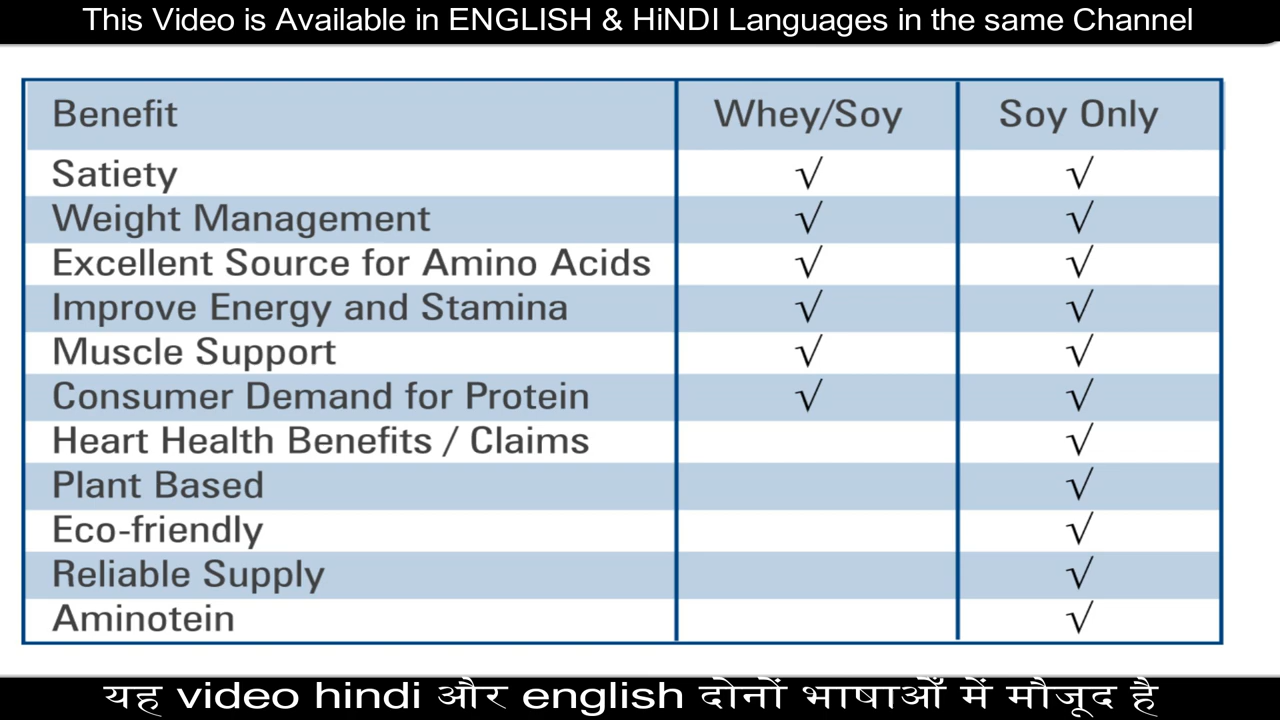 This Video is Available in ENGLISH & HiNDI Languages in the same Channel
Benefit Whey/Soy Soy Only
Satiety √ √
Weight Management √ √
Excellent Source for Amino Acids √ √
Improve Energy and Stamina √ √
Muscle Support √ √
Consumer Demand for Protein √ √
Heart Health Benefits / Claims √
Plant Based √
Eco-friendly √
Reliable Supply √
Aminotein √
यह video hindi और english दोनों भाषाओँ में मौजूद है